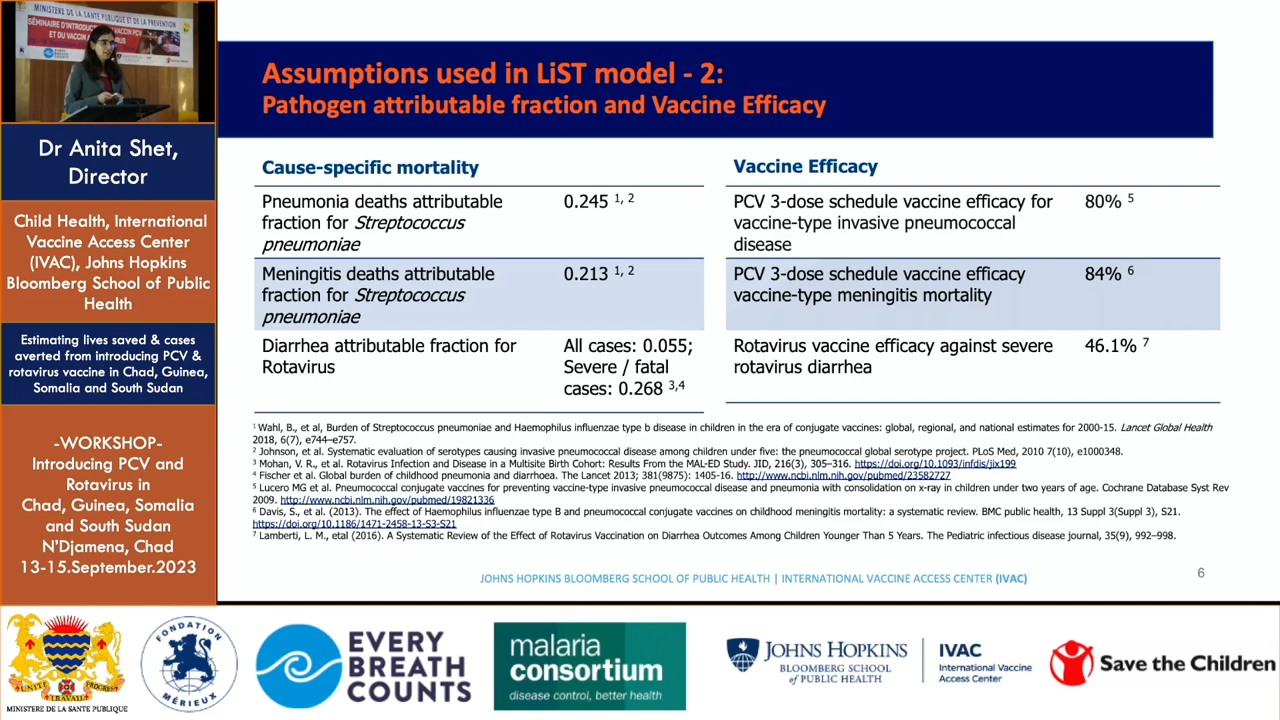 MINISTERE DE LA SANTE PUBLIQUE ET DE LA PREVENTION
Dr Anita Shet,
Director
Child Health, International
Vaccine Access Center
(IVAC), Johns Hopkins
Bloomberg School of Public
Health
Estimating lives saved & cases
averted from introducing PCV &
rotavirus vaccine in Chad, Guinea,
Somalia and South Sudan
-WORKSHOP-
Introducing PCV and
Rotavirus in
Chad, Guinea, Somalia
and South Sudan
N'Djamena, Chad
13-15.September.2023
Assumptions used in LiST model - 2:
Pathogen attributable fraction and Vaccine Efficacy
Cause-specific mortality
Pneumonia deaths attributable 0.245 1, 2
fraction for Streptococcus
pneumoniae
Meningitis deaths attributable 0.213 1, 2
fraction for Streptococcus
pneumoniae
Diarrhea attributable fraction for All cases: 0.055;
Rotavirus Severe / fatal
cases: 0.268 3,4
Vaccine Efficacy
PCV 3-dose schedule vaccine efficacy for 80% 5
vaccine-type invasive pneumococcal
disease
PCV 3-dose schedule vaccine efficacy 84% 6
vaccine-type meningitis mortality
Rotavirus vaccine efficacy against severe 46.1% 7
rotavirus diarrhea
1 Wahl, B., et al, Burden of Streptococcus pneumoniae and Haemophilus influenzae type b disease in children in the era of conjugate vaccines: global, regional, and national estimates for 2000-15. Lancet Global Health
2018, 6(7), e744–e757.
2 Johnson, et al. Systematic evaluation of serotypes causing invasive pneumococcal disease among children under five: the pneumococcal global serotype project. PLoS Med, 2010 7(10), e1000348.
3 Mohan, V. R., et al. Rotavirus Infection and Disease in a Multisite Birth Cohort: Results From the MAL-ED Study. JID, 216(3), 305–316. https://doi.org/10.1093/infdis/jix199
4 Fischer et al. Global burden of childhood pneumonia and diarrhoea. The Lancet 2013; 381(9875): 1405-16. http://www.ncbi.nlm.nih.gov/pubmed/23582727
5 Lucero MG et al. Pneumococcal conjugate vaccines for preventing vaccine-type invasive pneumococcal disease and pneumonia with consolidation on x-ray in children under two years of age. Cochrane Database Syst Rev
2009. http://www.ncbi.nlm.nih.gov/pubmed/19821336
6 Davis, S., et al. (2013). The effect of Haemophilus influenzae type B and pneumococcal conjugate vaccines on childhood meningitis mortality: a systematic review. BMC public health, 13 Suppl 3(Suppl 3), S21.
https://doi.org/10.1186/1471-2458-13-S3-S21
7 Lamberti, L. M., etal (2016). A Systematic Review of the Effect of Rotavirus Vaccination on Diarrhea Outcomes Among Children Younger Than 5 Years. The Pediatric infectious disease journal, 35(9), 992–998.
JOHNS HOPKINS BLOOMBERG SCHOOL OF PUBLIC HEALTH | INTERNATIONAL VACCINE ACCESS CENTER (IVAC)
6
UNITE TRAVAIL PROGRES
MINISTERE DE LA SANTE PUBLIQUE
FONDATION
MÉRIEUX
EVERY
BREATH
COUNTS
malaria
consortium
disease control, better health
JOHNS HOPKINS
BLOOMBERG SCHOOL
of PUBLIC HEALTH
IVAC
International Vaccine
Access Center
Save the Children